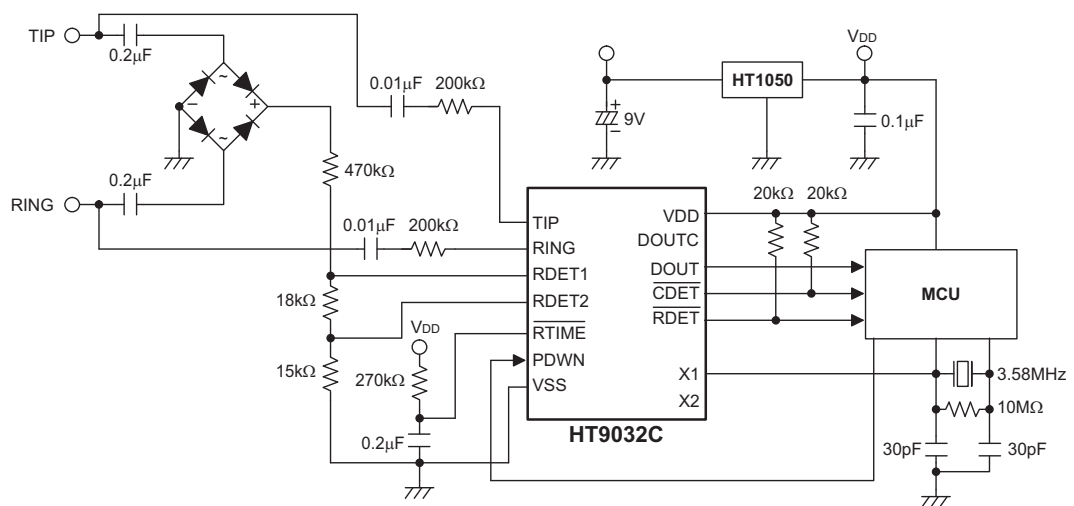 TIP
0.2μF
~
−
+
~
0.2μF
RING
0.01μF
200kΩ
470kΩ
0.01μF
200kΩ
18kΩ
15kΩ
VDD
270kΩ
0.2μF
TIP
RING
RDET1
RDET2
RTIME
PDWN
VSS
VDD
DOUTC
DOUT
CDET
RDET
X1
X2
HT9032C
+
9V
−
HT1050
VDD
0.1μF
20kΩ
20kΩ
MCU
3.58MHz
10MΩ
30pF
30pF